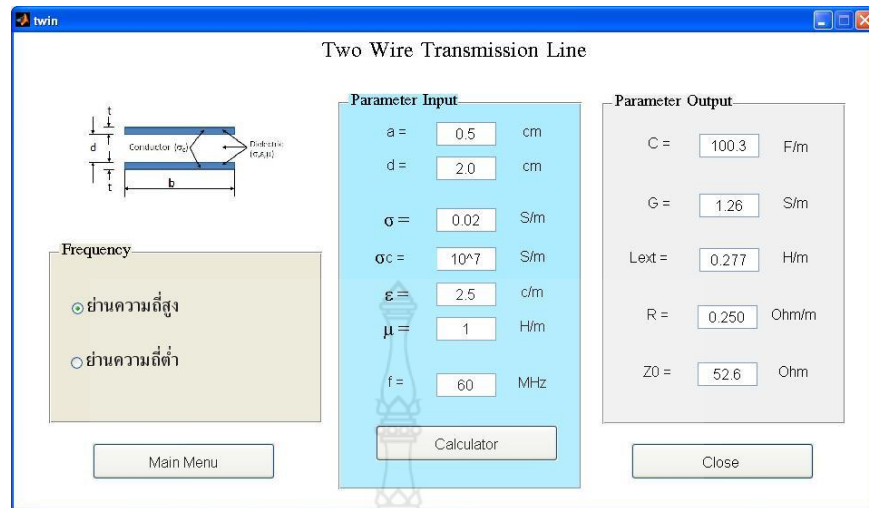 twin
Two Wire Transmission Line
t
d
Conductor (σc)
Dielectric
(σ,ε,μ)
t
b
Frequency
ย่านความถี่สูง
ย่านความถี่ต่ำ
Main Menu
Parameter Input
a = 0.5 cm
d = 2.0 cm
σ = 0.02 S/m
σc = 10^7 S/m
ε = 2.5 c/m
μ = 1 H/m
f = 60 MHz
Calculator
Parameter Output
C = 100.3 F/m
G = 1.26 S/m
Lext = 0.277 H/m
R = 0.250 Ohm/m
Z0 = 52.6 Ohm
Close